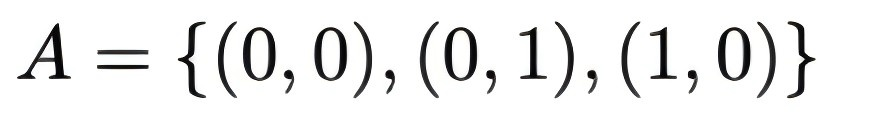 A = {(0, 0), (0, 1), (1, 0)}